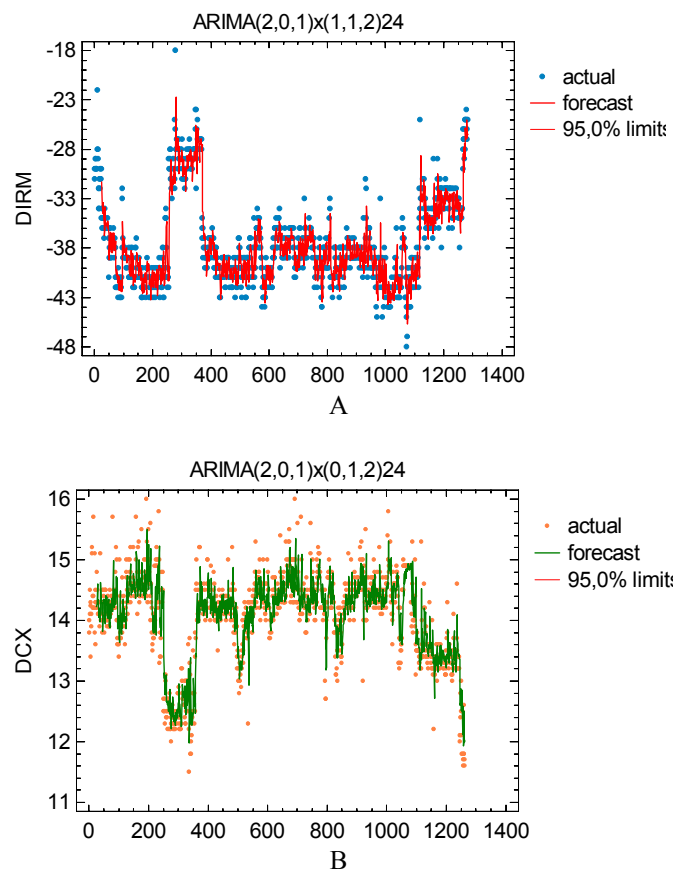 ARIMA(2,0,1)x(1,1,2)24
-18
-23
-28
-33
-38
-43
-48
DIRM
0 200 400 600 800 1000 1200 1400
actual
forecast
95,0% limits
A
ARIMA(2,0,1)x(0,1,2)24
16
15
14
13
12
11
DCX
0 200 400 600 800 1000 1200 1400
actual
forecast
95,0% limits
B